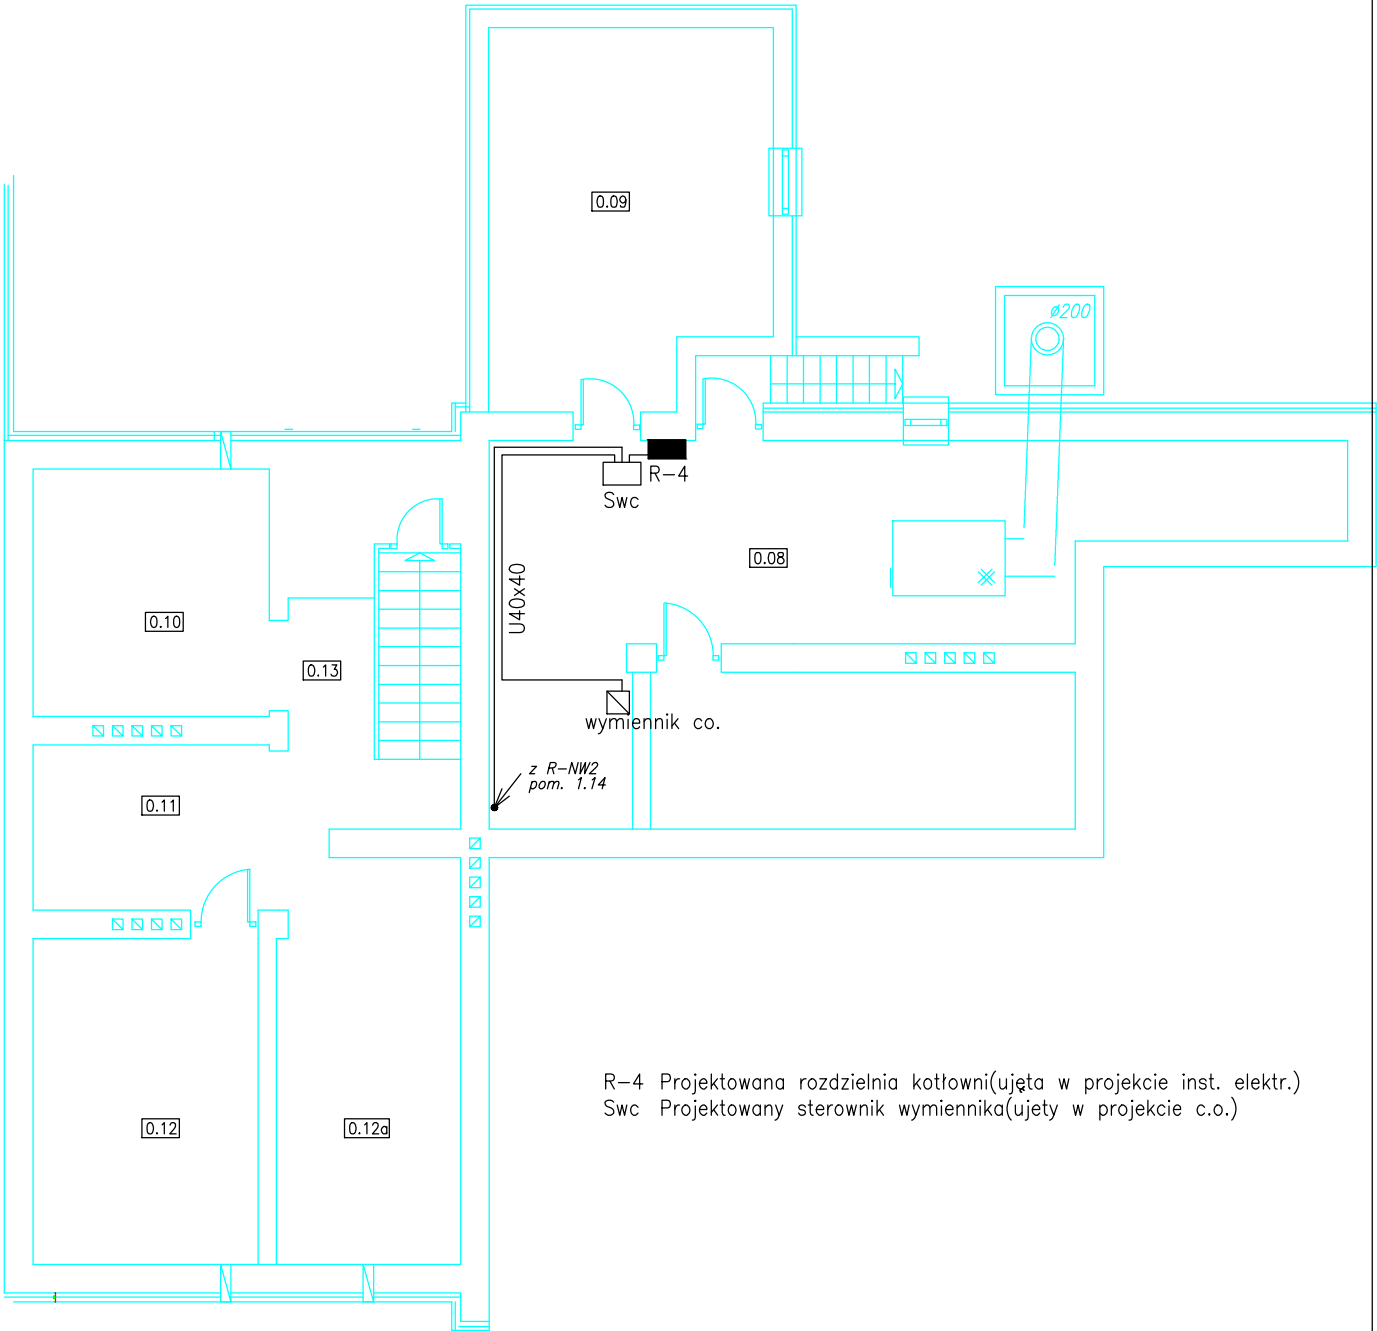 0.09
ø200
R-4
Swc
0.08
U40x40
0.10
0.13
wymiennik co.
z R-NW2
pom. 1.14
0.11
R-4 Projektowana rozdzielnia kotłowni(ujęta w projekcie inst. elektr.)
Swc Projektowany sterownik wymiennika(ujety w projekcie c.o.)
0.12
0.12a